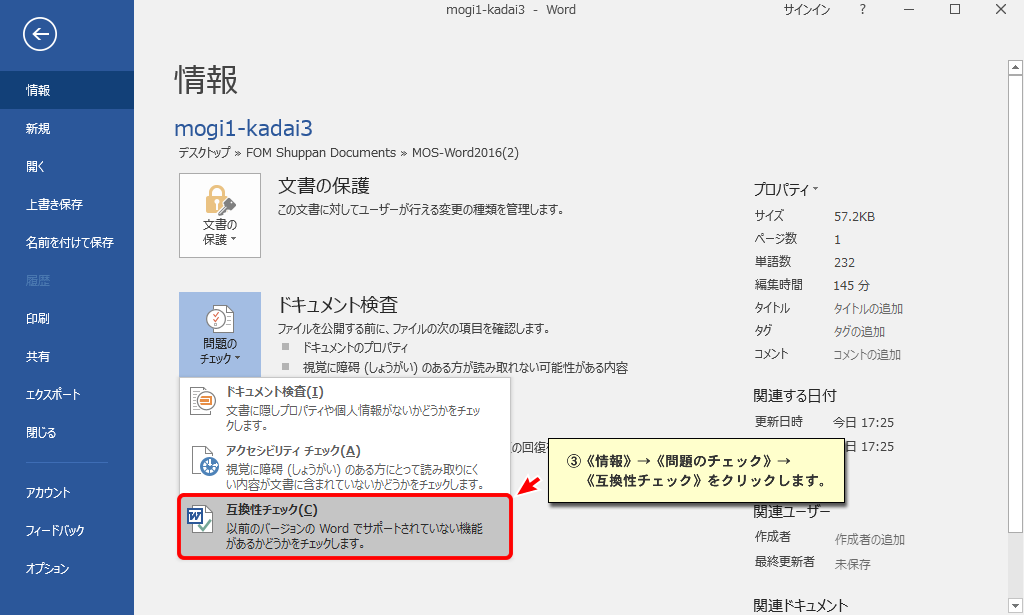 mogi1-kadai3 - Word
サインイン
?
情報
新規
開く
上書き保存
名前を付けて保存
履歴
印刷
共有
エクスポート
閉じる
アカウント
フィードバック
オプション
情報
mogi1-kadai3
デスクトップ » FOM Shuppan Documents » MOS-Word2016(2)
文書の
保護
文書の保護
この文書に対してユーザーが行える変更の種類を管理します。
問題の
チェック
ドキュメント検査
ファイルを公開する前に、ファイルの次の項目を確認します。
ドキュメントのプロパティ
視覚に障碍 (しょうがい) のある方が読み取れない可能性がある内容
ドキュメント検査(I)
文書に隠しプロパティや個人情報がないかどうかをチェッ
クします。
アクセシビリティ チェック(A)
視覚に障碍 (しょうがい) のある方にとって読み取りにく
い内容が文書に含まれていないかどうかをチェックします。
互換性チェック(C)
以前のバージョンの Word でサポートされていない機能
があるかどうかをチェックします。
の回復
③《情報》→《問題のチェック》→
《互換性チェック》をクリックします。
プロパティ
サイズ 57.2KB
ページ数 1
単語数 232
編集時間 145 分
タイトル タイトルの追加
タグ タグの追加
コメント コメントの追加
関連する日付
更新日時 今日 17:25
日 17:25
関連ユーザー
作成者 作成者の追加
最終更新者 未保存
関連ドキュメント